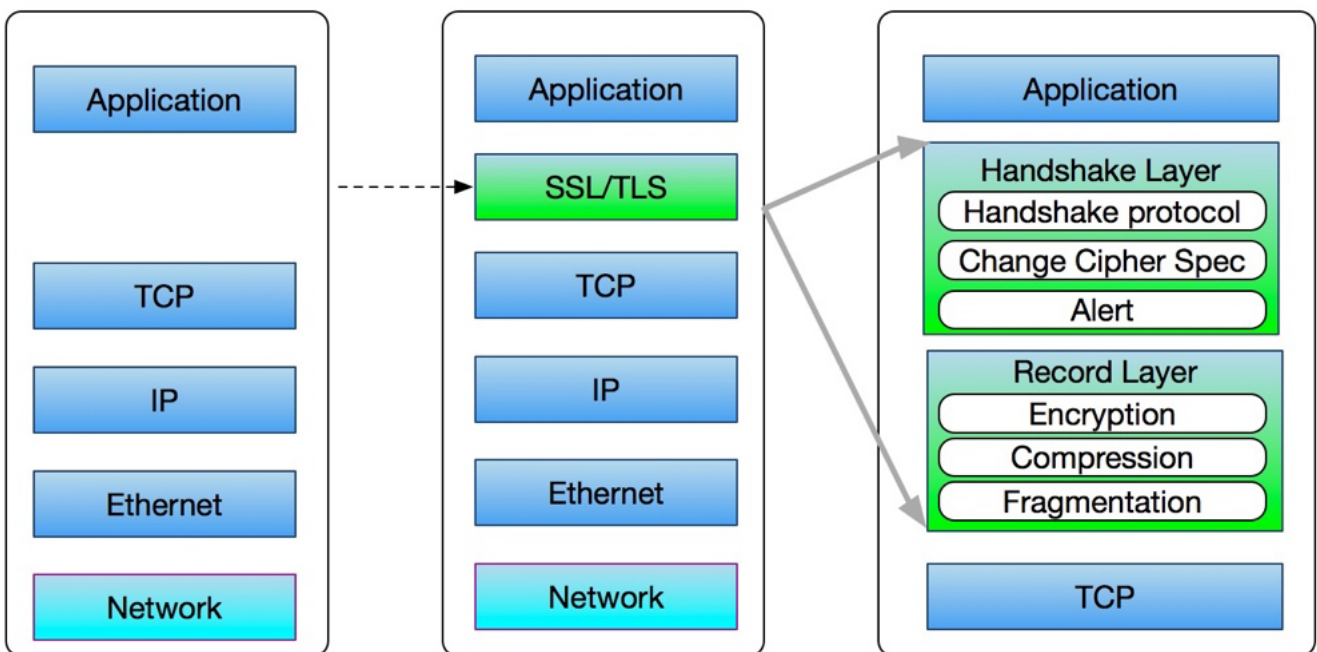 Application
TCP
IP
Ethernet
Network
Application
SSL/TLS
TCP
IP
Ethernet
Network
Application
Handshake Layer
Handshake protocol
Change Cipher Spec
Alert
Record Layer
Encryption
Compression
Fragmentation
TCP